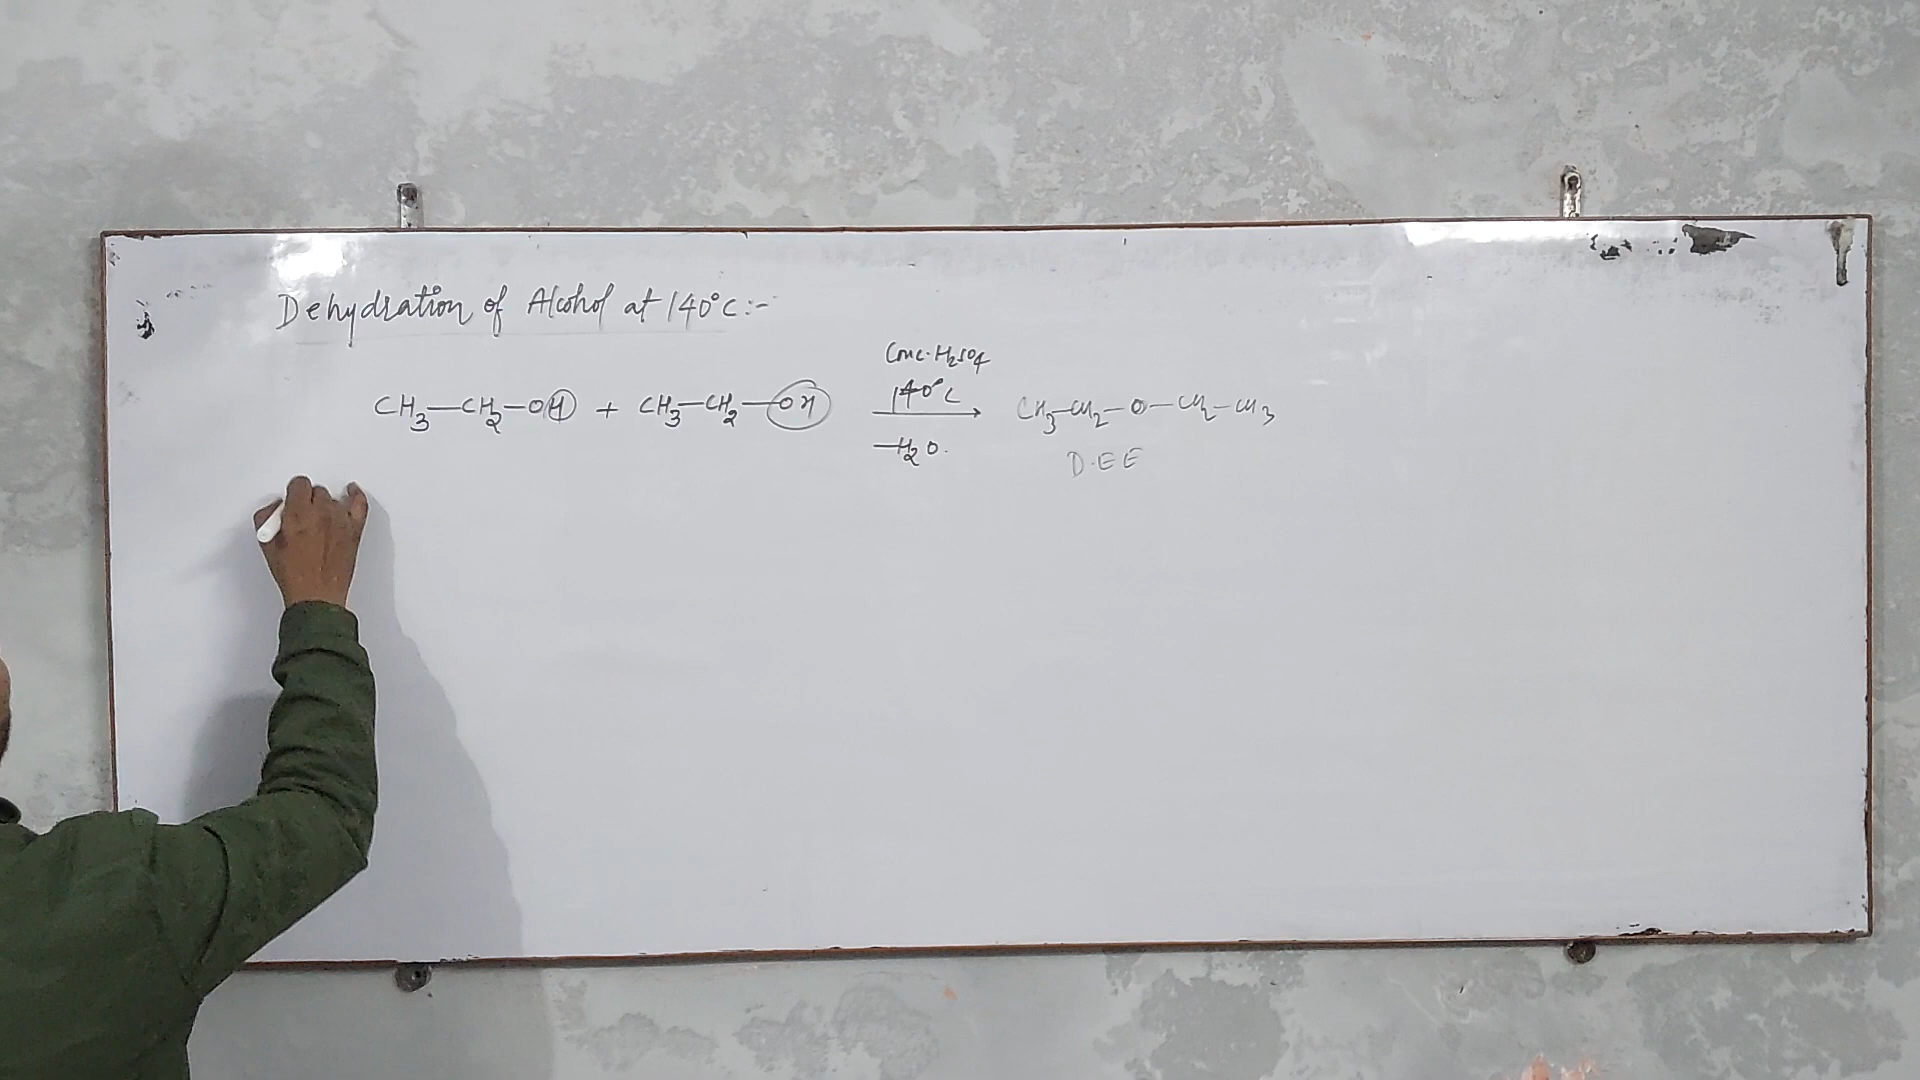 Dehydration of Alcohol at 140°C:-
Conc. H₂SO₄
140°C
CH₃—CH₂—OH + CH₃—CH₂—OH ⟶ CH₃—CH₂—O—CH₂—CH₃
—H₂O.
D.EE